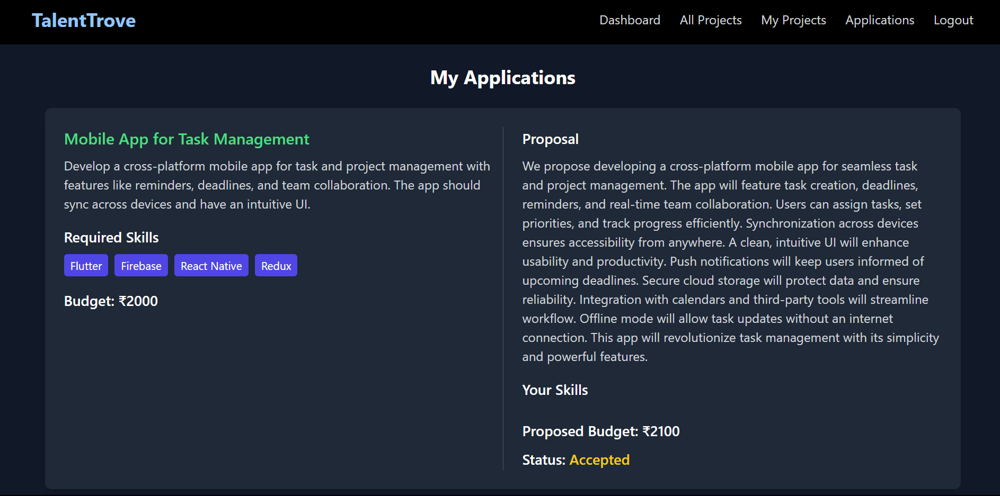 TalentTrove
Dashboard
All Projects
My Projects
Applications
Logout
My Applications
Mobile App for Task Management
Develop a cross-platform mobile app for task and project management with
features like reminders, deadlines, and team collaboration. The app should
sync across devices and have an intuitive UI.
Required Skills
Flutter
Firebase
React Native
Redux
Budget: ₹2000
Proposal
We propose developing a cross-platform mobile app for seamless task
and project management. The app will feature task creation, deadlines,
reminders, and real-time team collaboration. Users can assign tasks, set
priorities, and track progress efficiently. Synchronization across devices
ensures accessibility from anywhere. A clean, intuitive UI will enhance
usability and productivity. Push notifications will keep users informed of
upcoming deadlines. Secure cloud storage will protect data and ensure
reliability. Integration with calendars and third-party tools will streamline
workflow. Offline mode will allow task updates without an internet
connection. This app will revolutionize task management with its simplicity
and powerful features.
Your Skills
Proposed Budget: ₹2100
Status: Accepted